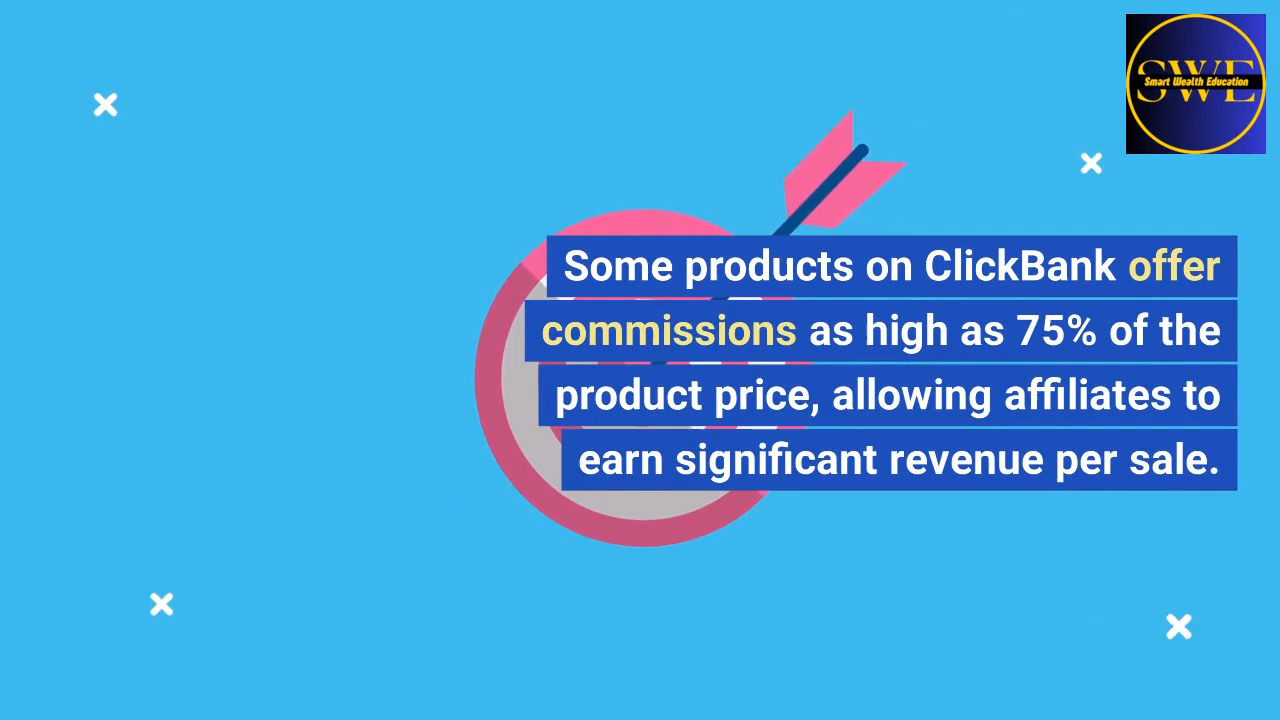 SWE
Smart Wealth Education
Some products on ClickBank offer
commissions as high as 75% of the
product price, allowing affiliates to
earn significant revenue per sale.